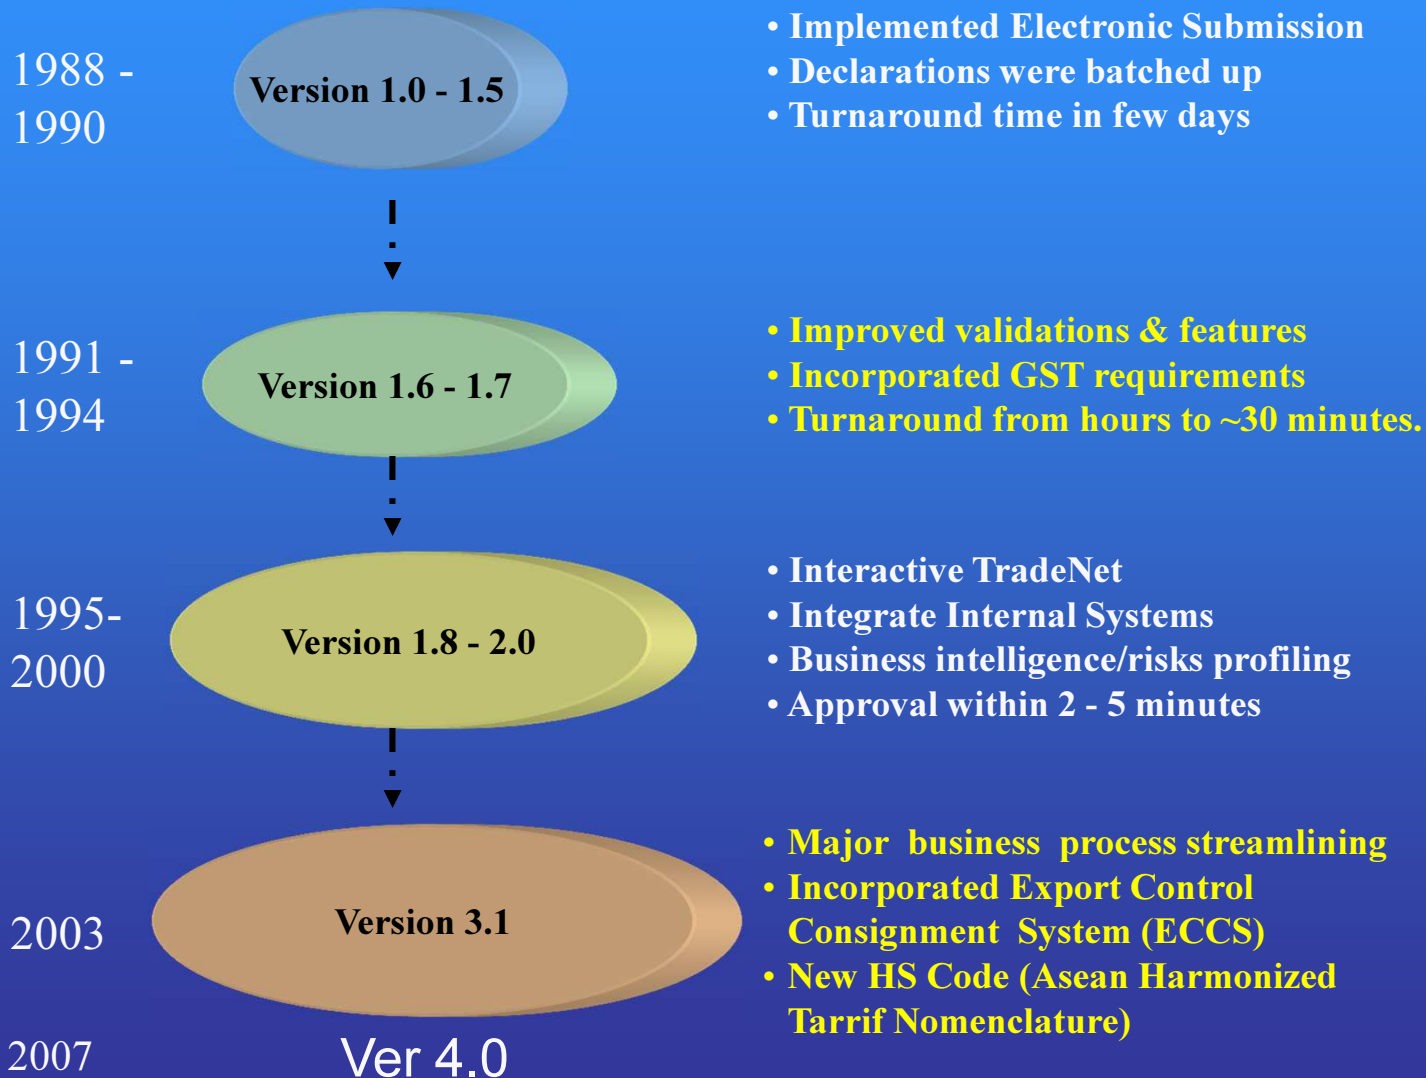 1988 -
1990
Version 1.0 - 1.5
• Implemented Electronic Submission
• Declarations were batched up
• Turnaround time in few days
1991 -
1994
Version 1.6 - 1.7
• Improved validations & features
• Incorporated GST requirements
• Turnaround from hours to ~30 minutes.
1995-
2000
Version 1.8 - 2.0
• Interactive TradeNet
• Integrate Internal Systems
• Business intelligence/risks profiling
• Approval within 2 - 5 minutes
2003
Version 3.1
• Major business process streamlining
• Incorporated Export Control
Consignment System (ECCS)
• New HS Code (Asean Harmonized
Tarrif Nomenclature)
2007
Ver 4.0